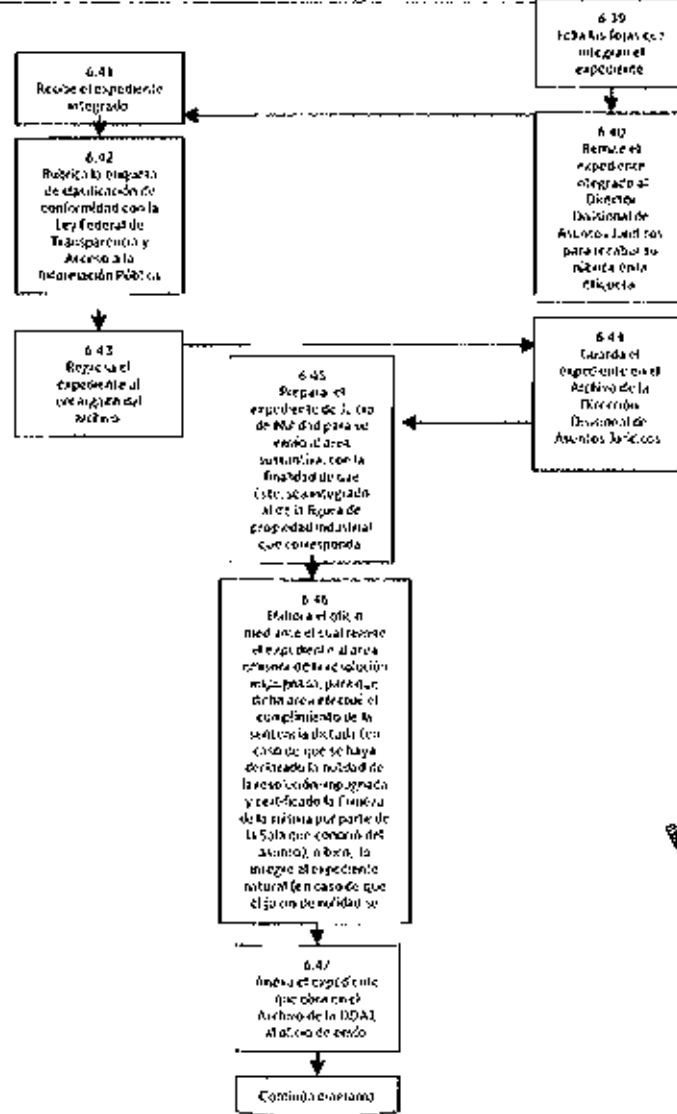 6.39
Folia las fojas que
integran el
expediente
6.40
Remite el
expediente
integrado al
Director
Divisional de
Asuntos Jurídicos
para recabar su
rúbrica en la
etiqueta
6.41
Recibe el expediente
integrado
6.42
Rubrica la etiqueta
de clasificación de
conformidad con la
Ley Federal de
Transparencia y
Acceso a la
Información Pública
6.43
Regresa el
expediente al
encargado del
archivo
6.44
Guarda el
expediente en el
Archivo de la
Dirección
Divisional de
Asuntos Jurídicos
6.45
Prepara el
expediente de Juicio
de Nulidad para su
envío al área
sustantiva, con la
finalidad de que
éste, sea integrado
al de la figura de
propiedad industrial
que corresponda
6.46
Elabora el oficio
mediante el cual remite
el expediente al área
emisora de la resolución
impugnada, para que
dicha área efectué el
cumplimiento de la
sentencia dictada (en
caso de que se haya
declarado la nulidad de
la resolución impugnada
y certificado la firmeza
de la misma por parte de
la Sala que conoció del
asunto), o bien, lo
integre al expediente
natural (en caso de que
el juicio de nulidad se
6.47
Anexa el expediente
que obra en el
Archivo de la DDAJ,
al oficio de envío
Continúa diagrama